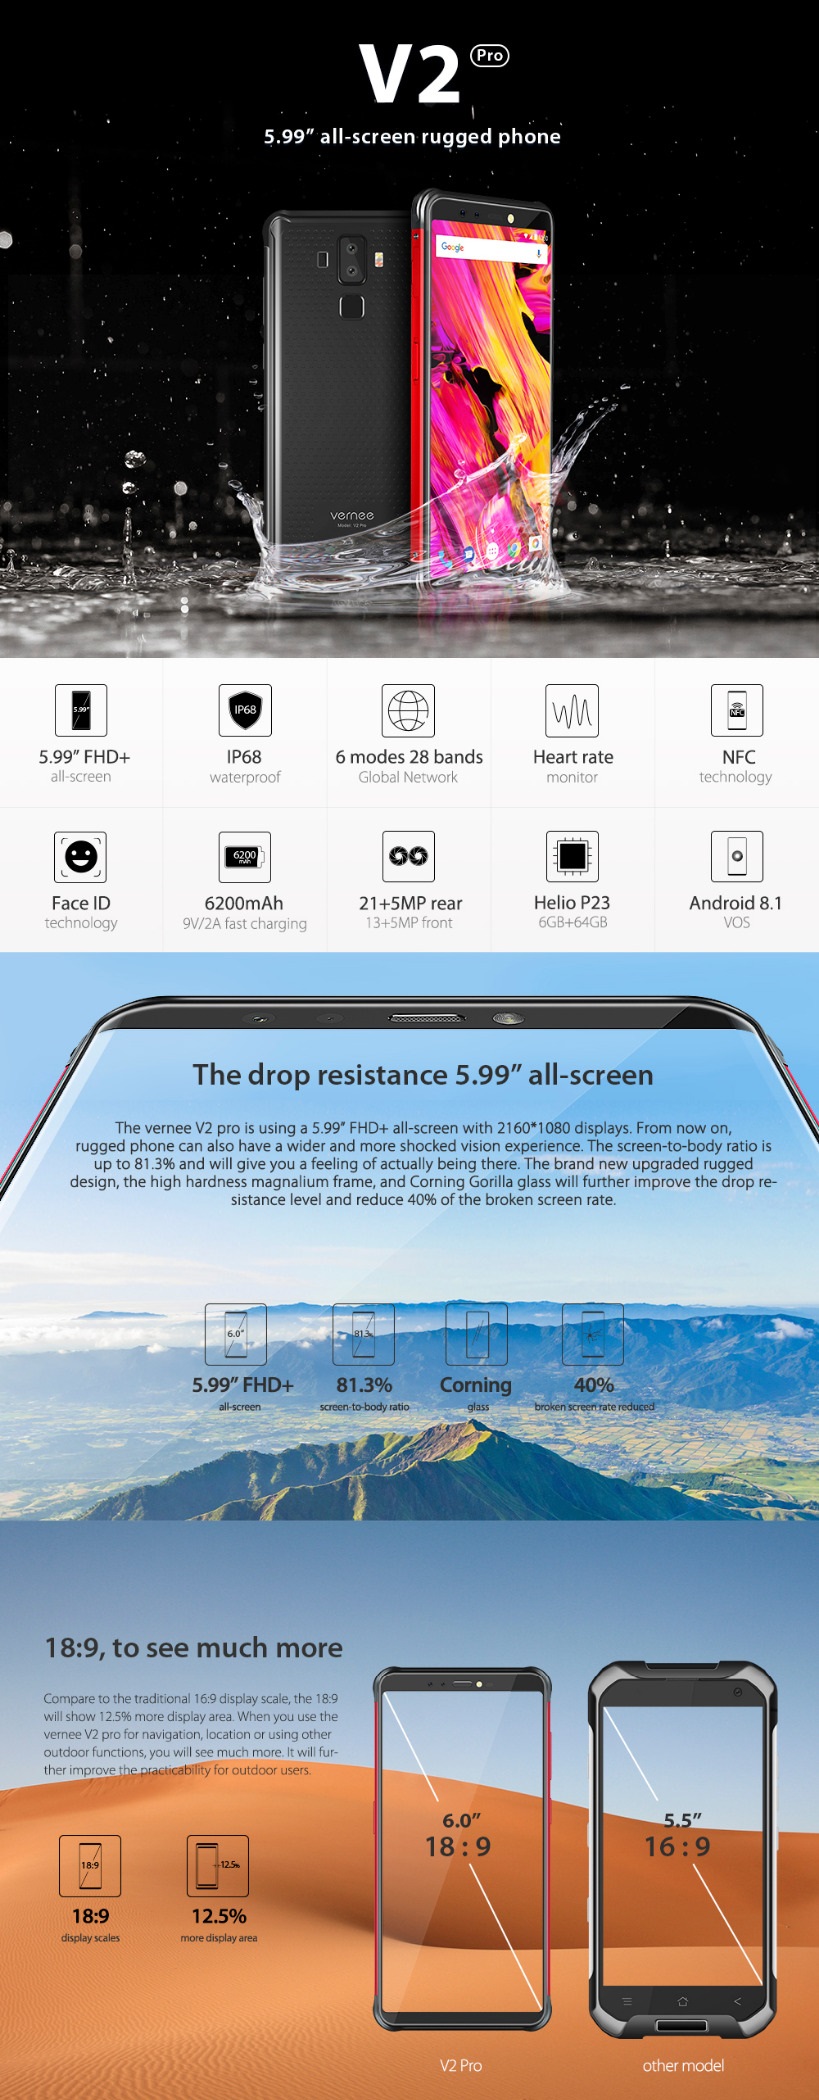 V2 Pro
5.99" all-screen rugged phone
Google
vernee
Model: V2 Pro
5.99"
IP68
NFC
5.99" FHD+
IP68
6 modes 28 bands
Heart rate
NFC
all-screen
waterproof
Global Network
monitor
technology
6200
mAh
Face ID
6200mAh
21+5MP rear
Helio P23
Android 8.1
technology
9V/2A fast charging
13+5MP front
6GB+64GB
VOS
The drop resistance 5.99" all-screen
The vernee V2 pro is using a 5.99" FHD+ all-screen with 2160*1080 displays. From now on,
rugged phone can also have a wider and more shocked vision experience. The screen-to-body ratio is
up to 81.3% and will give you a feeling of actually being there. The brand new upgraded rugged
design, the high hardness magnalium frame, and Corning Gorilla glass will further improve the drop re-
sistance level and reduce 40% of the broken screen rate.
6.0"
81.3%
5.99" FHD+
81.3%
Corning
40%
all-screen
screen-to-body ratio
glass
broken screen rate reduced
18:9, to see much more
Compare to the traditional 16:9 display scale, the 18:9
will show 12.5% more display area. When you use the
vernee V2 pro for navigation, location or using other
outdoor functions, you will see much more. It will fur-
ther improve the practicability for outdoor users.
18:9
+12.5%
18:9
12.5%
display scales
more display area
6.0"
18 : 9
5.5"
16 : 9
V2 Pro
other model